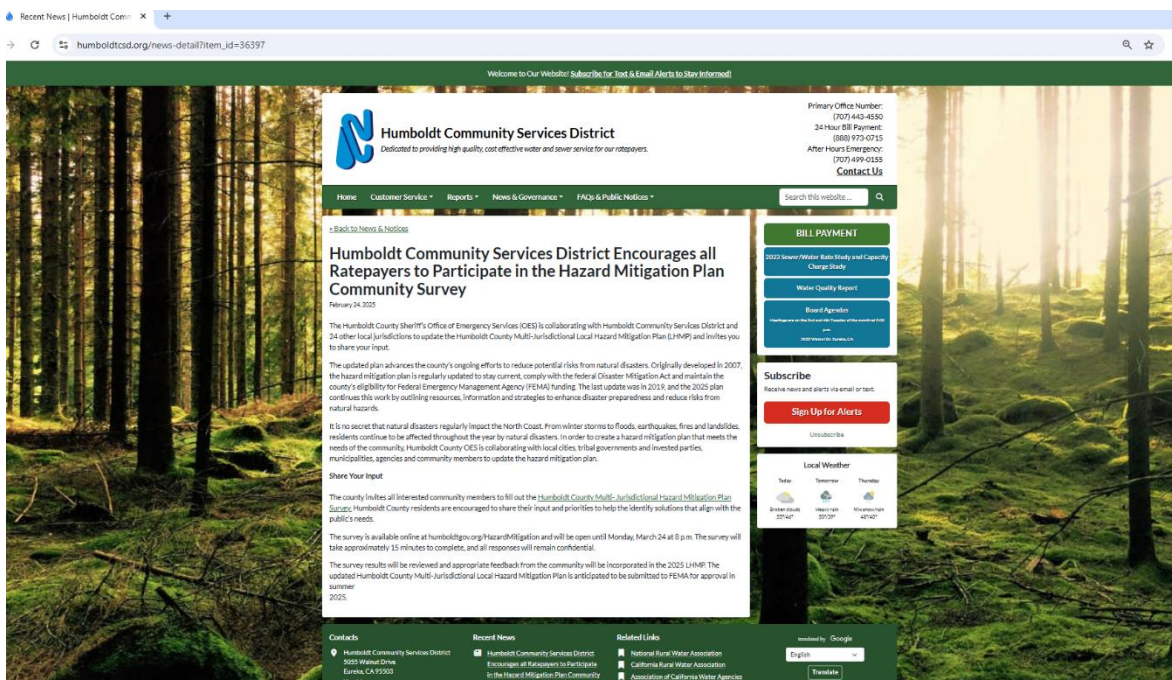 Recent News | Humboldt Com
humboldtcsd.org/news-detail?item_id=36397
Welcome to Our Website! Subscribe for Text & Email Alerts to Stay Informed!
Humboldt Community Services District
Dedicated to providing high quality, cost effective water and sewer service for our ratepayers.
Primary Office Number:
(707) 443-4550
24 Hour Bill Payment:
(888) 973-0715
After Hours Emergency:
(707) 499-0155
Contact Us
Home Customer Service Reports News & Governance FAQs & Public Notices
Search this website ...
« Back to News & Notices
Humboldt Community Services District Encourages all
Ratepayers to Participate in the Hazard Mitigation Plan
Community Survey
February 24, 2025
The Humboldt County Sheriff's Office of Emergency Services (OES) is collaborating with Humboldt Community Services District and
24 other local jurisdictions to update the Humboldt County Multi-Jurisdictional Local Hazard Mitigation Plan (LHMP) and invites you
to share your input.
The updated plan advances the county's ongoing efforts to reduce potential risks from natural disasters. Originally developed in 2007,
the hazard mitigation plan is regularly updated to stay current, comply with the federal Disaster Mitigation Act and maintain the
county's eligibility for Federal Emergency Management Agency (FEMA) funding. The last update was in 2019, and the 2025 plan
continues this work by outlining resources, information and strategies to enhance disaster preparedness and reduce risks from
natural hazards.
It is no secret that natural disasters regularly impact the North Coast. From winter storms to floods, earthquakes, fires and landslides,
residents continue to be affected throughout the year by natural disasters. In order to create a hazard mitigation plan that meets the
needs of the community, Humboldt County OES is collaborating with local cities, tribal governments and invested parties,
municipalities, agencies and community members to update the hazard mitigation plan.
Share Your Input
The county invites all interested community members to fill out the Humboldt County Multi- Jurisdictional Hazard Mitigation Plan
Survey. Humboldt County residents are encouraged to share their input and priorities to help the identify solutions that align with the
public's needs.
The survey is available online at humboldtgov.org/HazardMitigation and will be open until Monday, March 24 at 8 p.m. The survey will
take approximately 15 minutes to complete, and all responses will remain confidential.
The survey results will be reviewed and appropriate feedback from the community will be incorporated in the 2025 LHMP. The
updated Humboldt County Multi-Jurisdictional Local Hazard Mitigation Plan is anticipated to be submitted to FEMA for approval in
summer
2025.
BILL PAYMENT
2023 Sewer/Water Rate Study and Capacity
Charge Study
Water Quality Report
Board Agendas
Meetings are on the 2nd and 4th Tuesday of the month at 5:00
p.m.
Subscribe
Receive news and alerts via email or text.
Sign Up for Alerts
Unsubscribe
Local Weather
Today Tomorrow Thursday
Broken clouds Heavy rain
Contacts
Humboldt Community Services District
5055 Walnut Drive
Eureka, CA 95503
Recent News
Humboldt Community Services District
Encourages all Ratepayers to Participate
in the Hazard Mitigation Plan Community
Related Links
National Rural Water Association
California Rural Water Association
Association of California Water Agencies
translated by Google
English
Translate